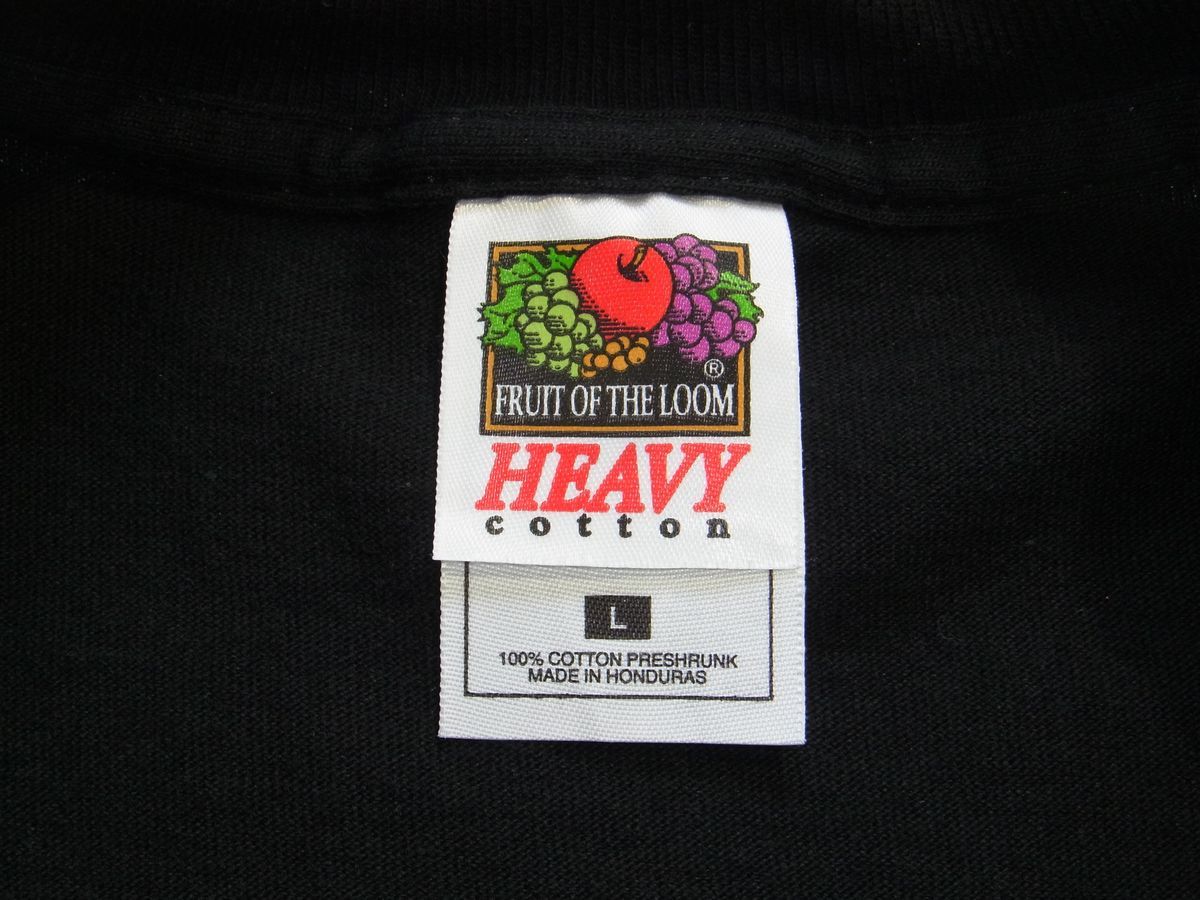 ®
FRUIT OF THE LOOM
HEAVY
cotton
L
100% COTTON PRESHRUNK
MADE IN HONDURAS